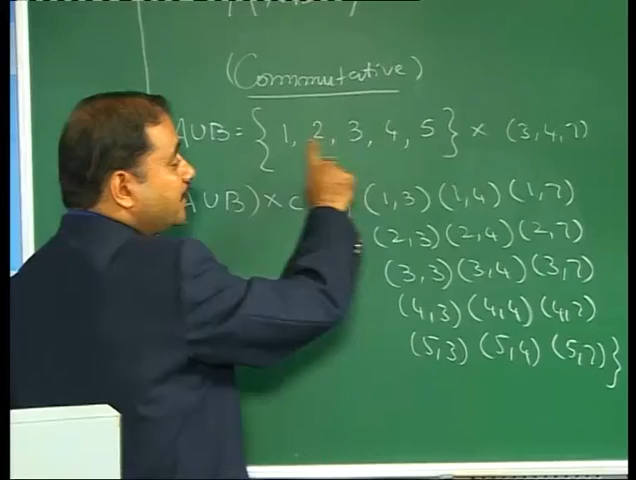 (Commutative)
AUB = {1, 2, 3, 4, 5} × (3,4,7)
AUB) × C (1,3) (1,4) (1,7)
(2,3) (2,4) (2,7)
(3,3) (3,4) (3,7)
(4,3) (4,4) (4,7)
(5,3) (5,4) (5,7)}